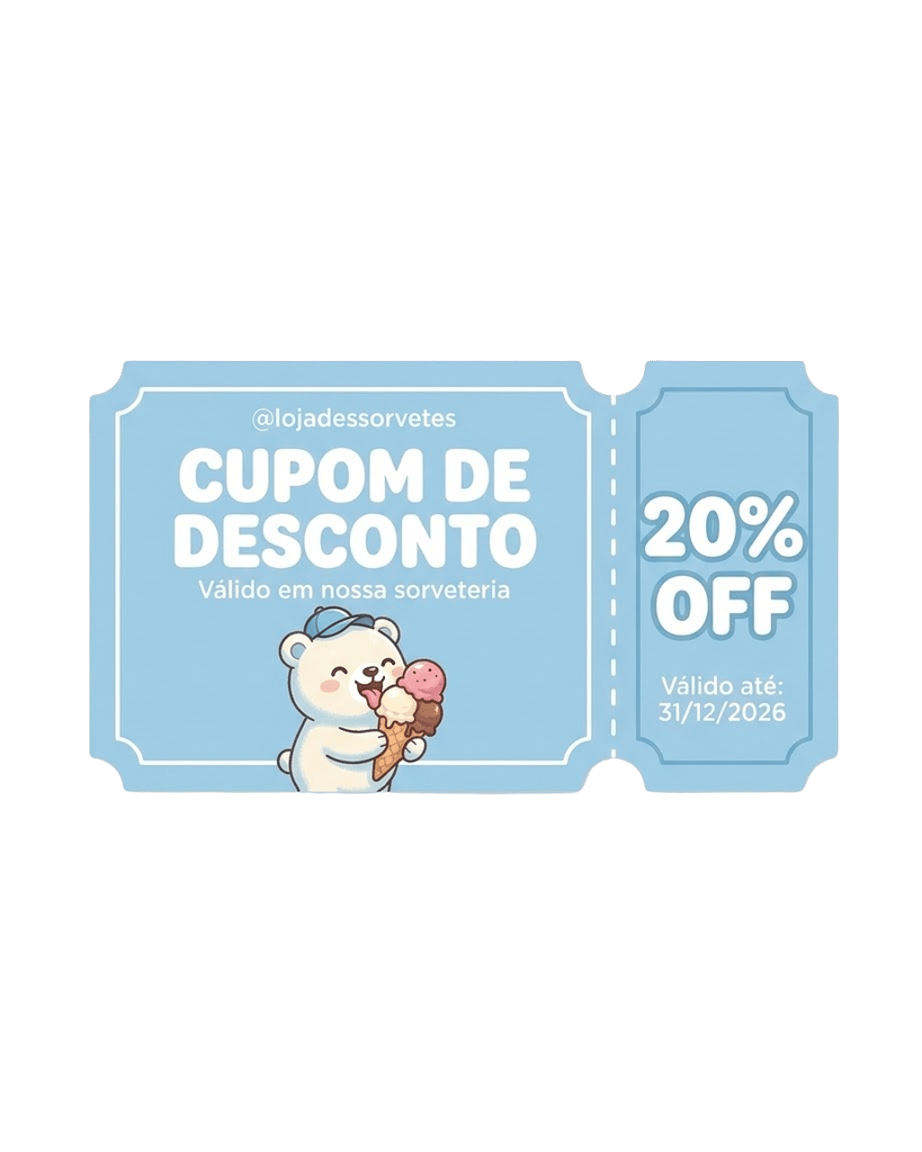 @lojadessorvetes
CUPOM DE
DESCONTO
Válido em nossa sorveteria
20%
OFF
Válido até:
31/12/2026